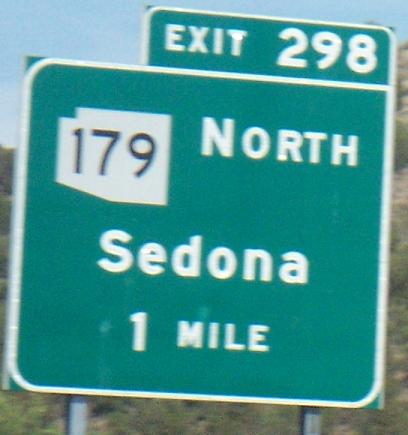 EXIT 298
179 NORTH
Sedona
1 MILE